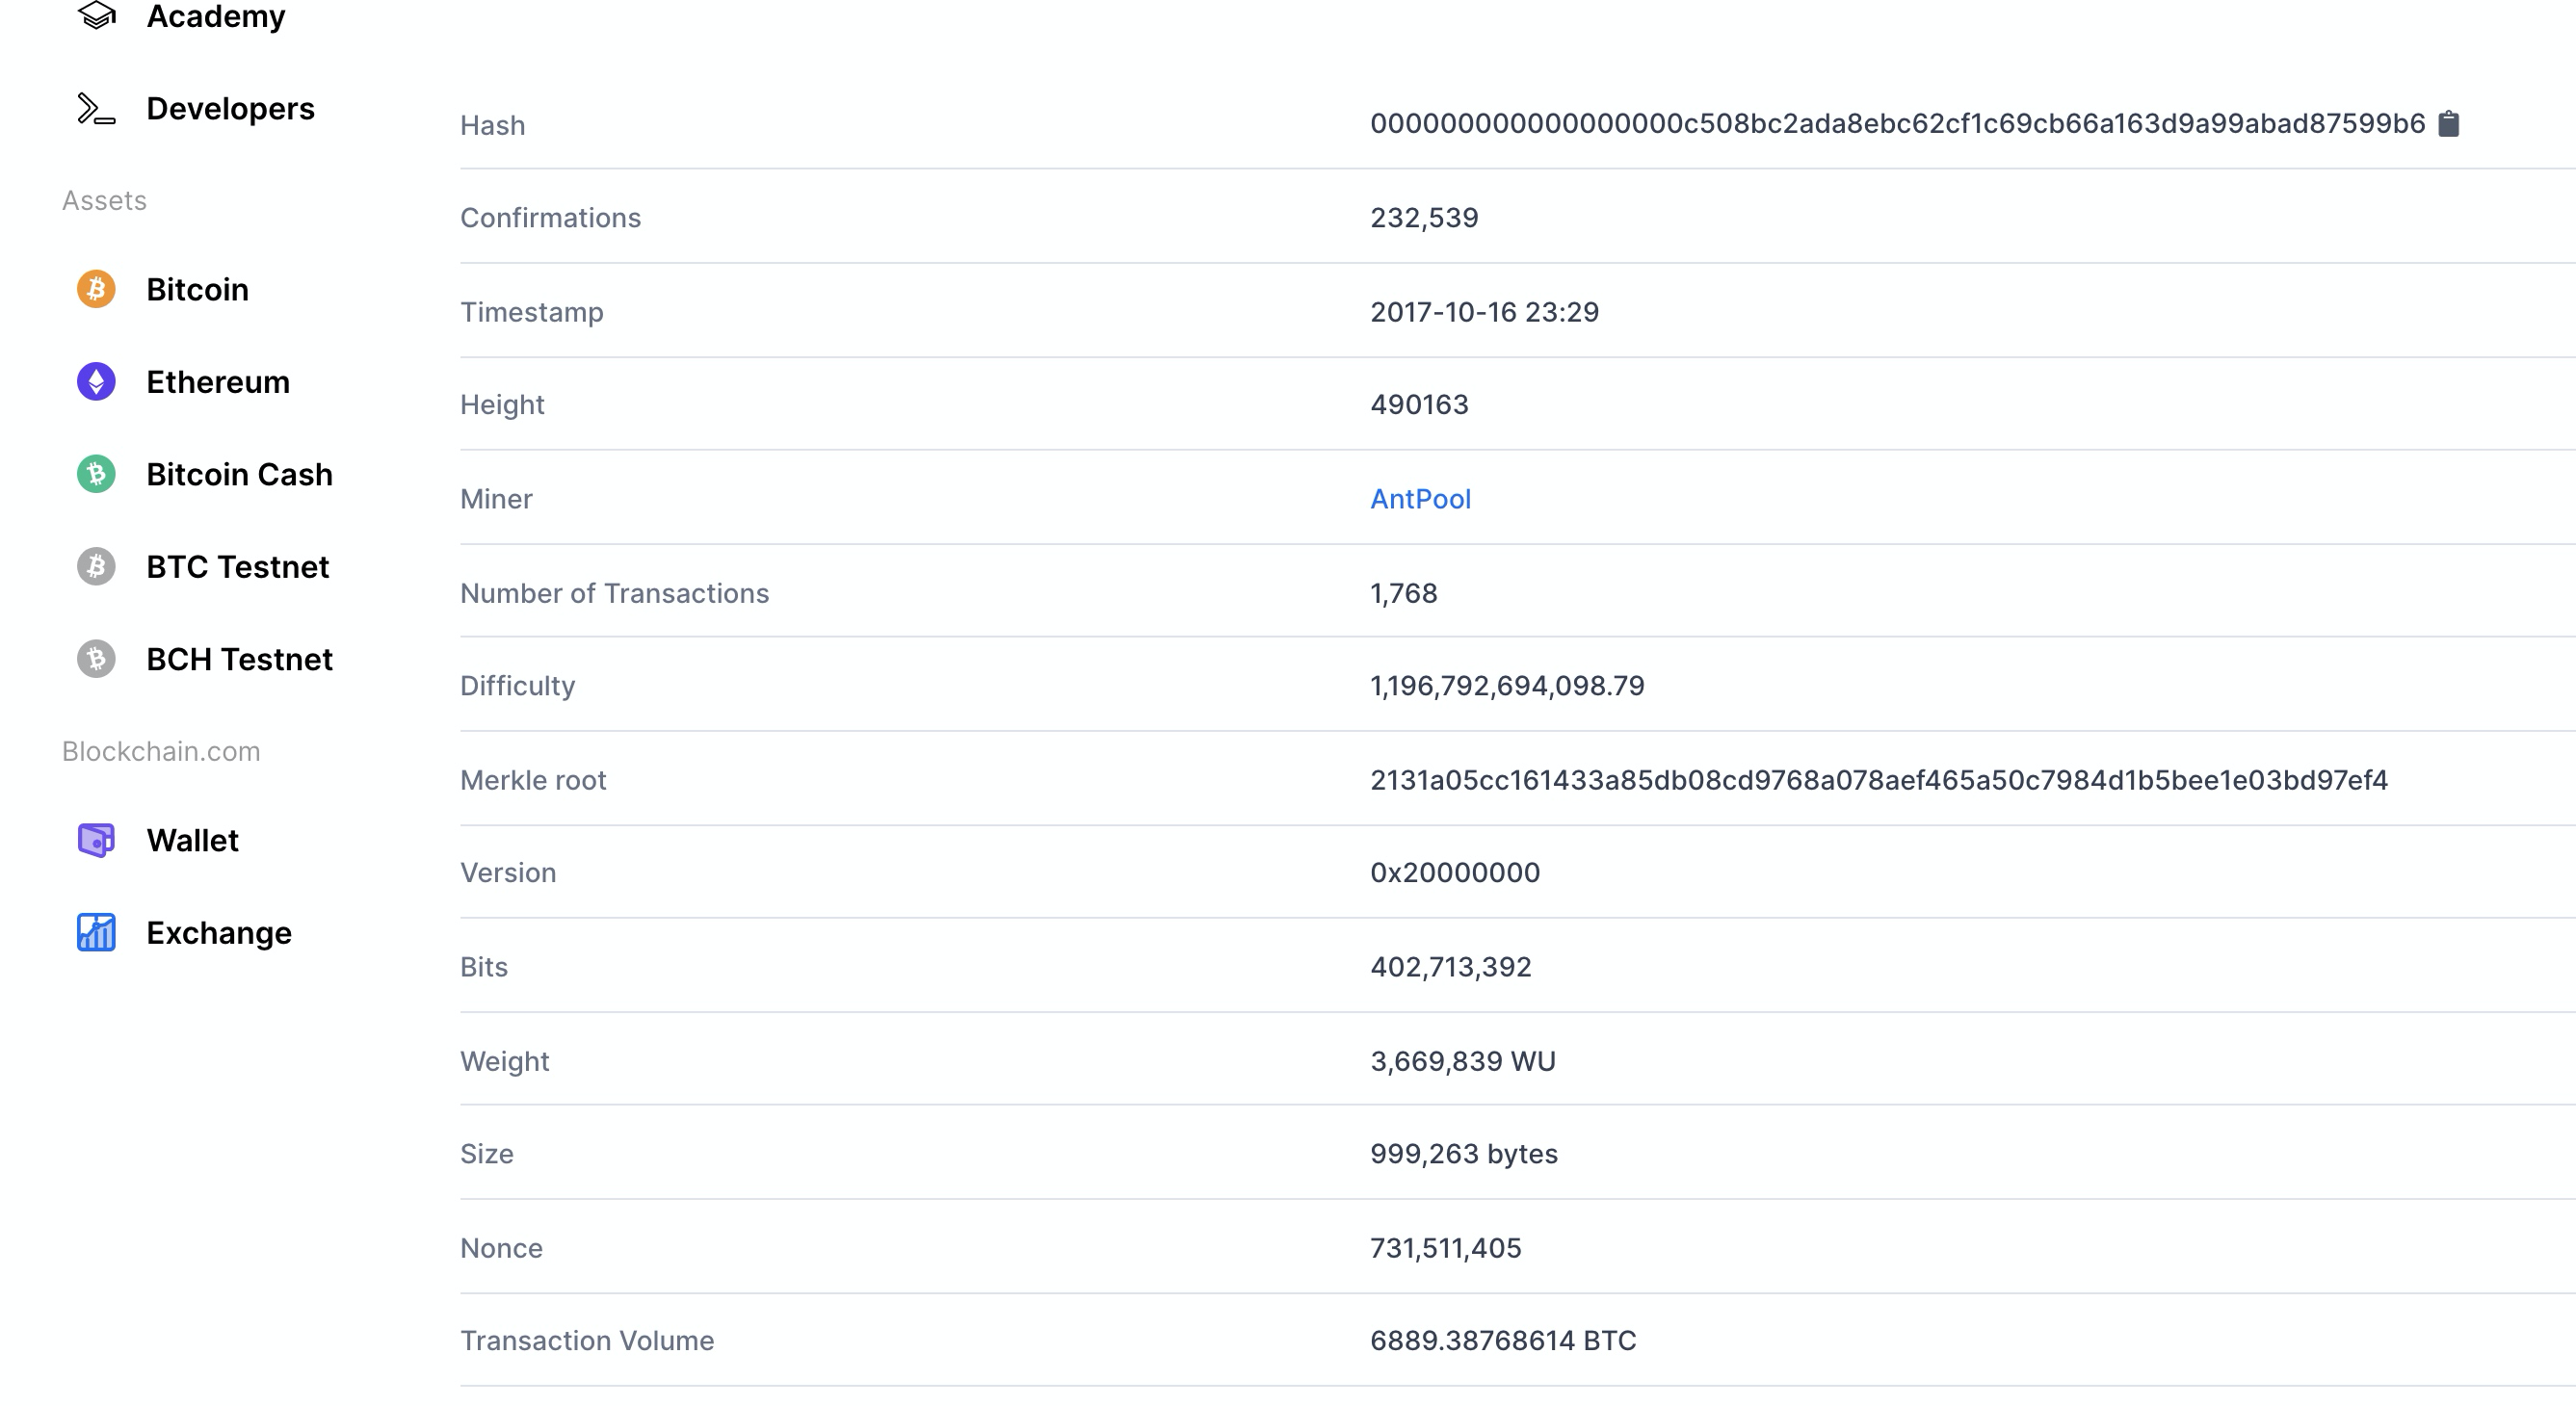 Academy
Developers
Assets
Bitcoin
Ethereum
Bitcoin Cash
BTC Testnet
BCH Testnet
Blockchain.com
Wallet
Exchange
Hash 000000000000000000c508bc2ada8ebc62cf1c69cb66a163d9a99abad87599b6
Confirmations 232,539
Timestamp 2017-10-16 23:29
Height 490163
Miner AntPool
Number of Transactions 1,768
Difficulty 1,196,792,694,098.79
Merkle root 2131a05cc161433a85db08cd9768a078aef465a50c7984d1b5bee1e03bd97ef4
Version 0x20000000
Bits 402,713,392
Weight 3,669,839 WU
Size 999,263 bytes
Nonce 731,511,405
Transaction Volume 6889.38768614 BTC